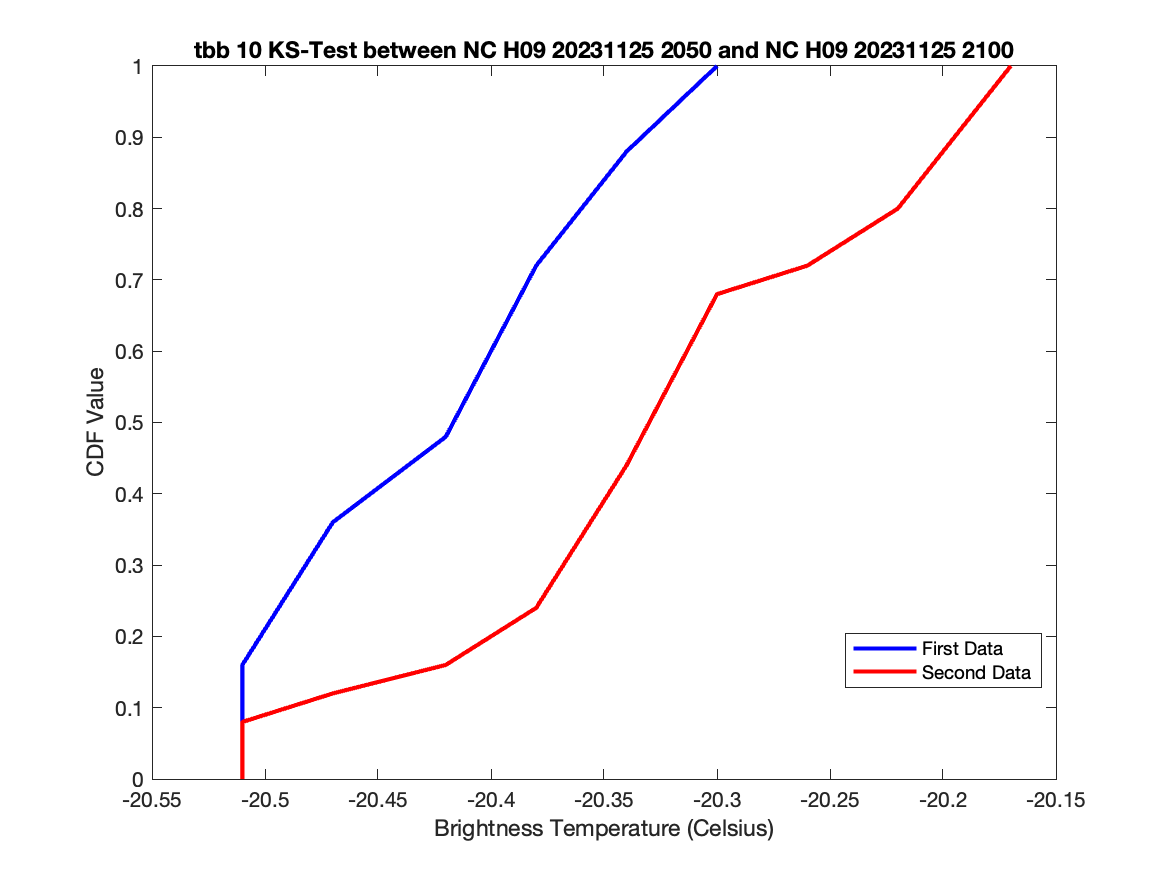 tbb 10 KS-Test between NC H09 20231125 2050 and NC H09 20231125 2100
1
0.9
0.8
0.7
0.6
0.5
0.4
0.3
0.2
0.1
0
CDF Value
First Data
Second Data
-20.55 -20.5 -20.45 -20.4 -20.35 -20.3 -20.25 -20.2 -20.15
Brightness Temperature (Celsius)